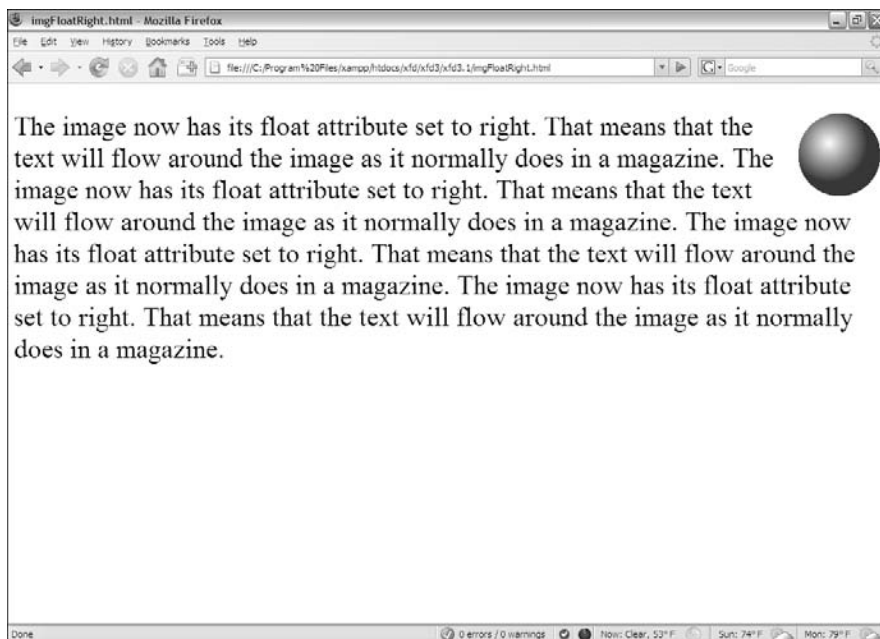 imgFloatRight.html - Mozilla Firefox
File Edit View History Bookmarks Tools Help
file:///C:/Program%20Files/xampp/htdocs/xfd/xfd3/xfd3.1/imgFloatRight.html G Google
The image now has its float attribute set to right. That means that the
text will flow around the image as it normally does in a magazine. The
image now has its float attribute set to right. That means that the text
will flow around the image as it normally does in a magazine. The image now
has its float attribute set to right. That means that the text will flow around the
image as it normally does in a magazine. The image now has its float attribute
set to right. That means that the text will flow around the image as it normally
does in a magazine.
Done 0 errors / 0 warnings Now: Clear, 53° F Sun: 74° F Mon: 79° F